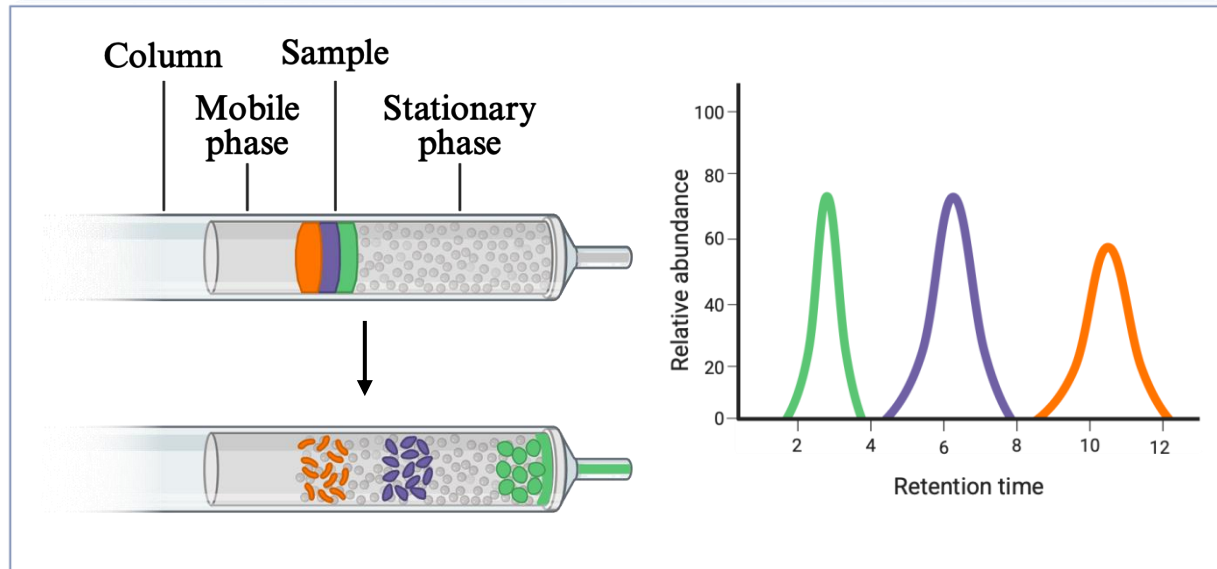 Column
Sample
Mobile
phase
Stationary
phase
Relative abundance
100
80
60
40
20
0
2
4
6
8
10
12
Retention time